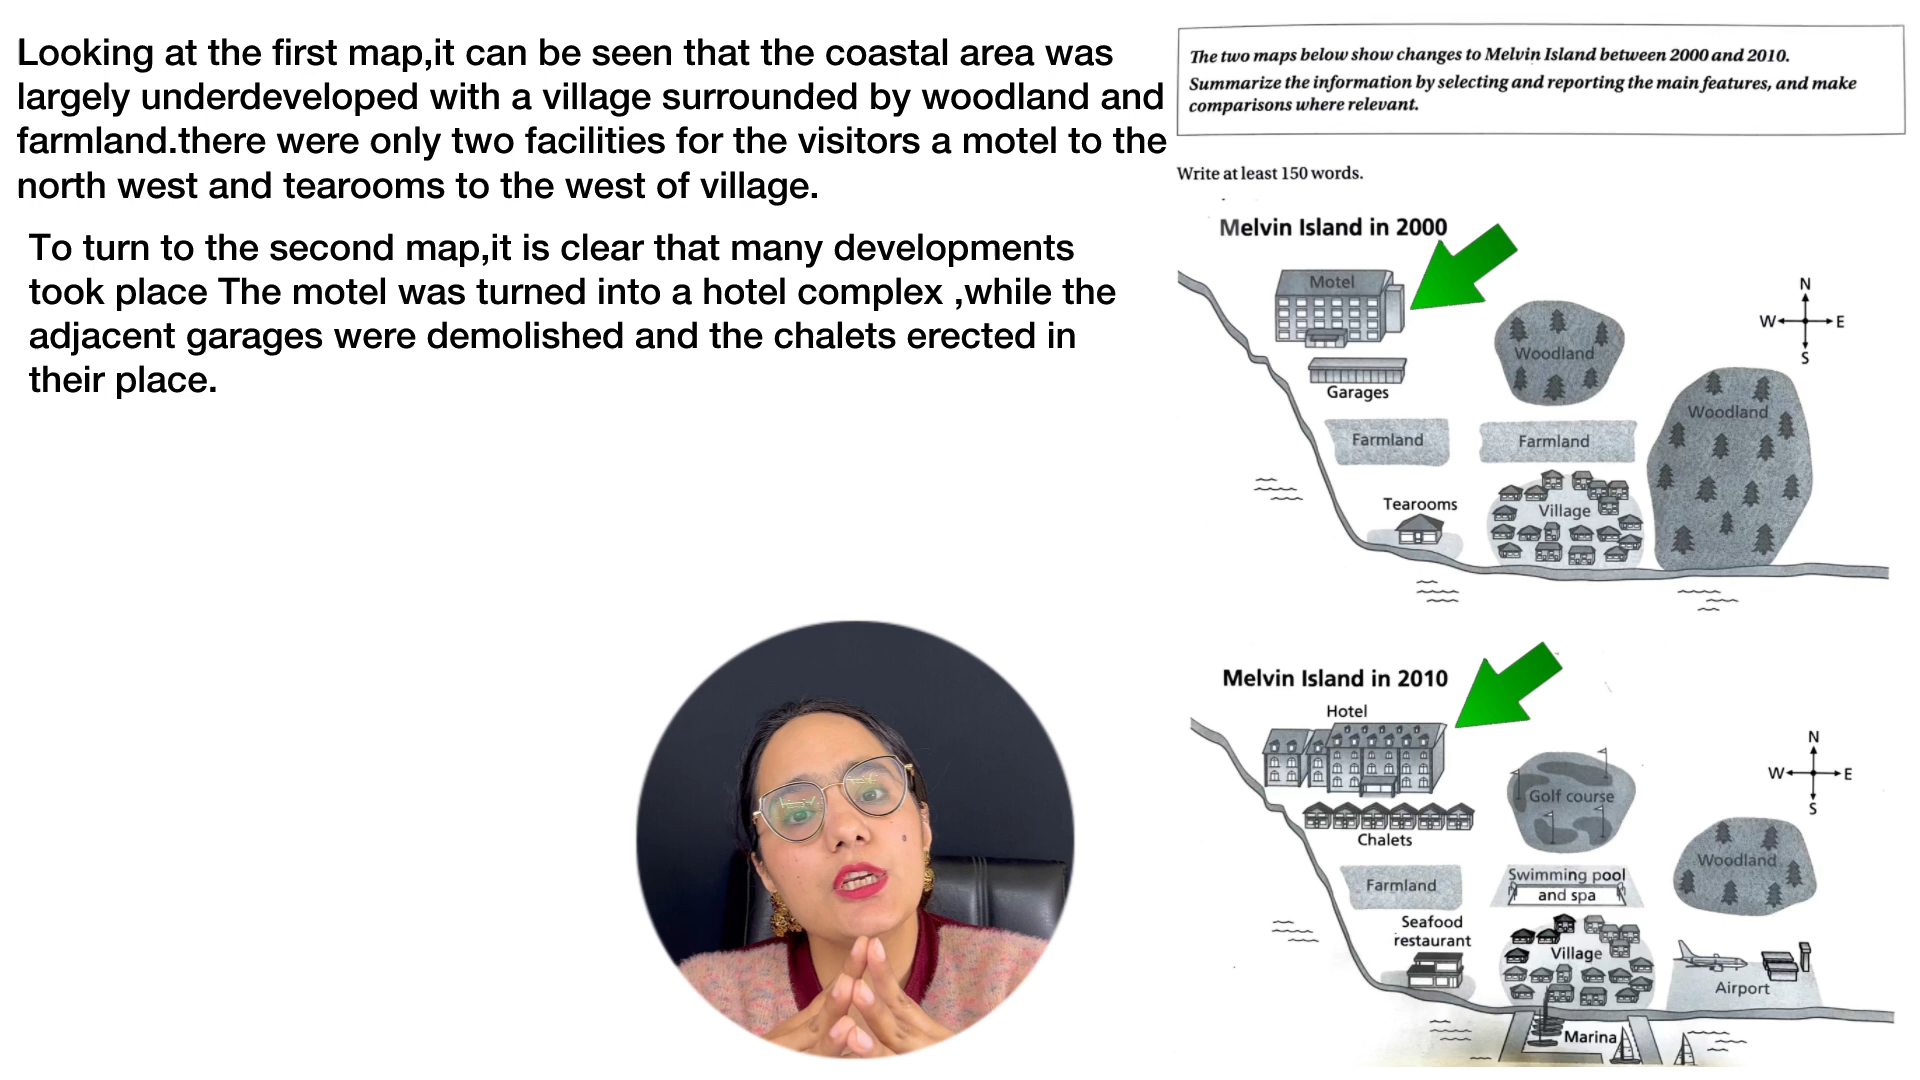 Looking at the first map,it can be seen that the coastal area was
largely underdeveloped with a village surrounded by woodland and
farmland.there were only two facilities for the visitors a motel to the
north west and tearooms to the west of village.
To turn to the second map,it is clear that many developments
took place The motel was turned into a hotel complex ,while the
adjacent garages were demolished and the chalets erected in
their place.
The two maps below show changes to Melvin Island between 2000 and 2010.
Summarize the information by selecting and reporting the main features, and make
comparisons where relevant.
Write at least 150 words.
Melvin Island in 2000
Motel
Garages
Woodland
N
W E
S
Woodland
Farmland
Farmland
Tearooms
Village
Melvin Island in 2010
Hotel
Chalets
Golf course
N
W E
S
Woodland
Farmland
Swimming pool
and spa
Seafood
restaurant
Village
Airport
Marina